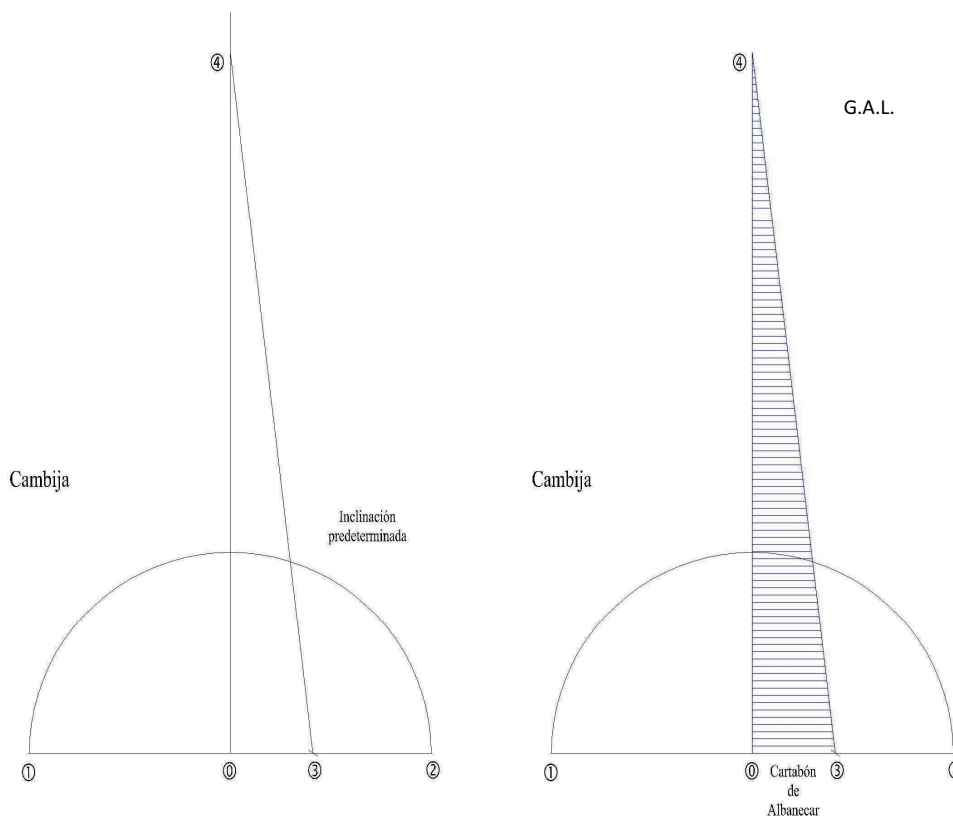 ④
④
G.A.L.
Cambija
Cambija
Inclinación
predeterminada
①
⓪
③
②
①
⓪
③
Cartabón
de
Albanecar